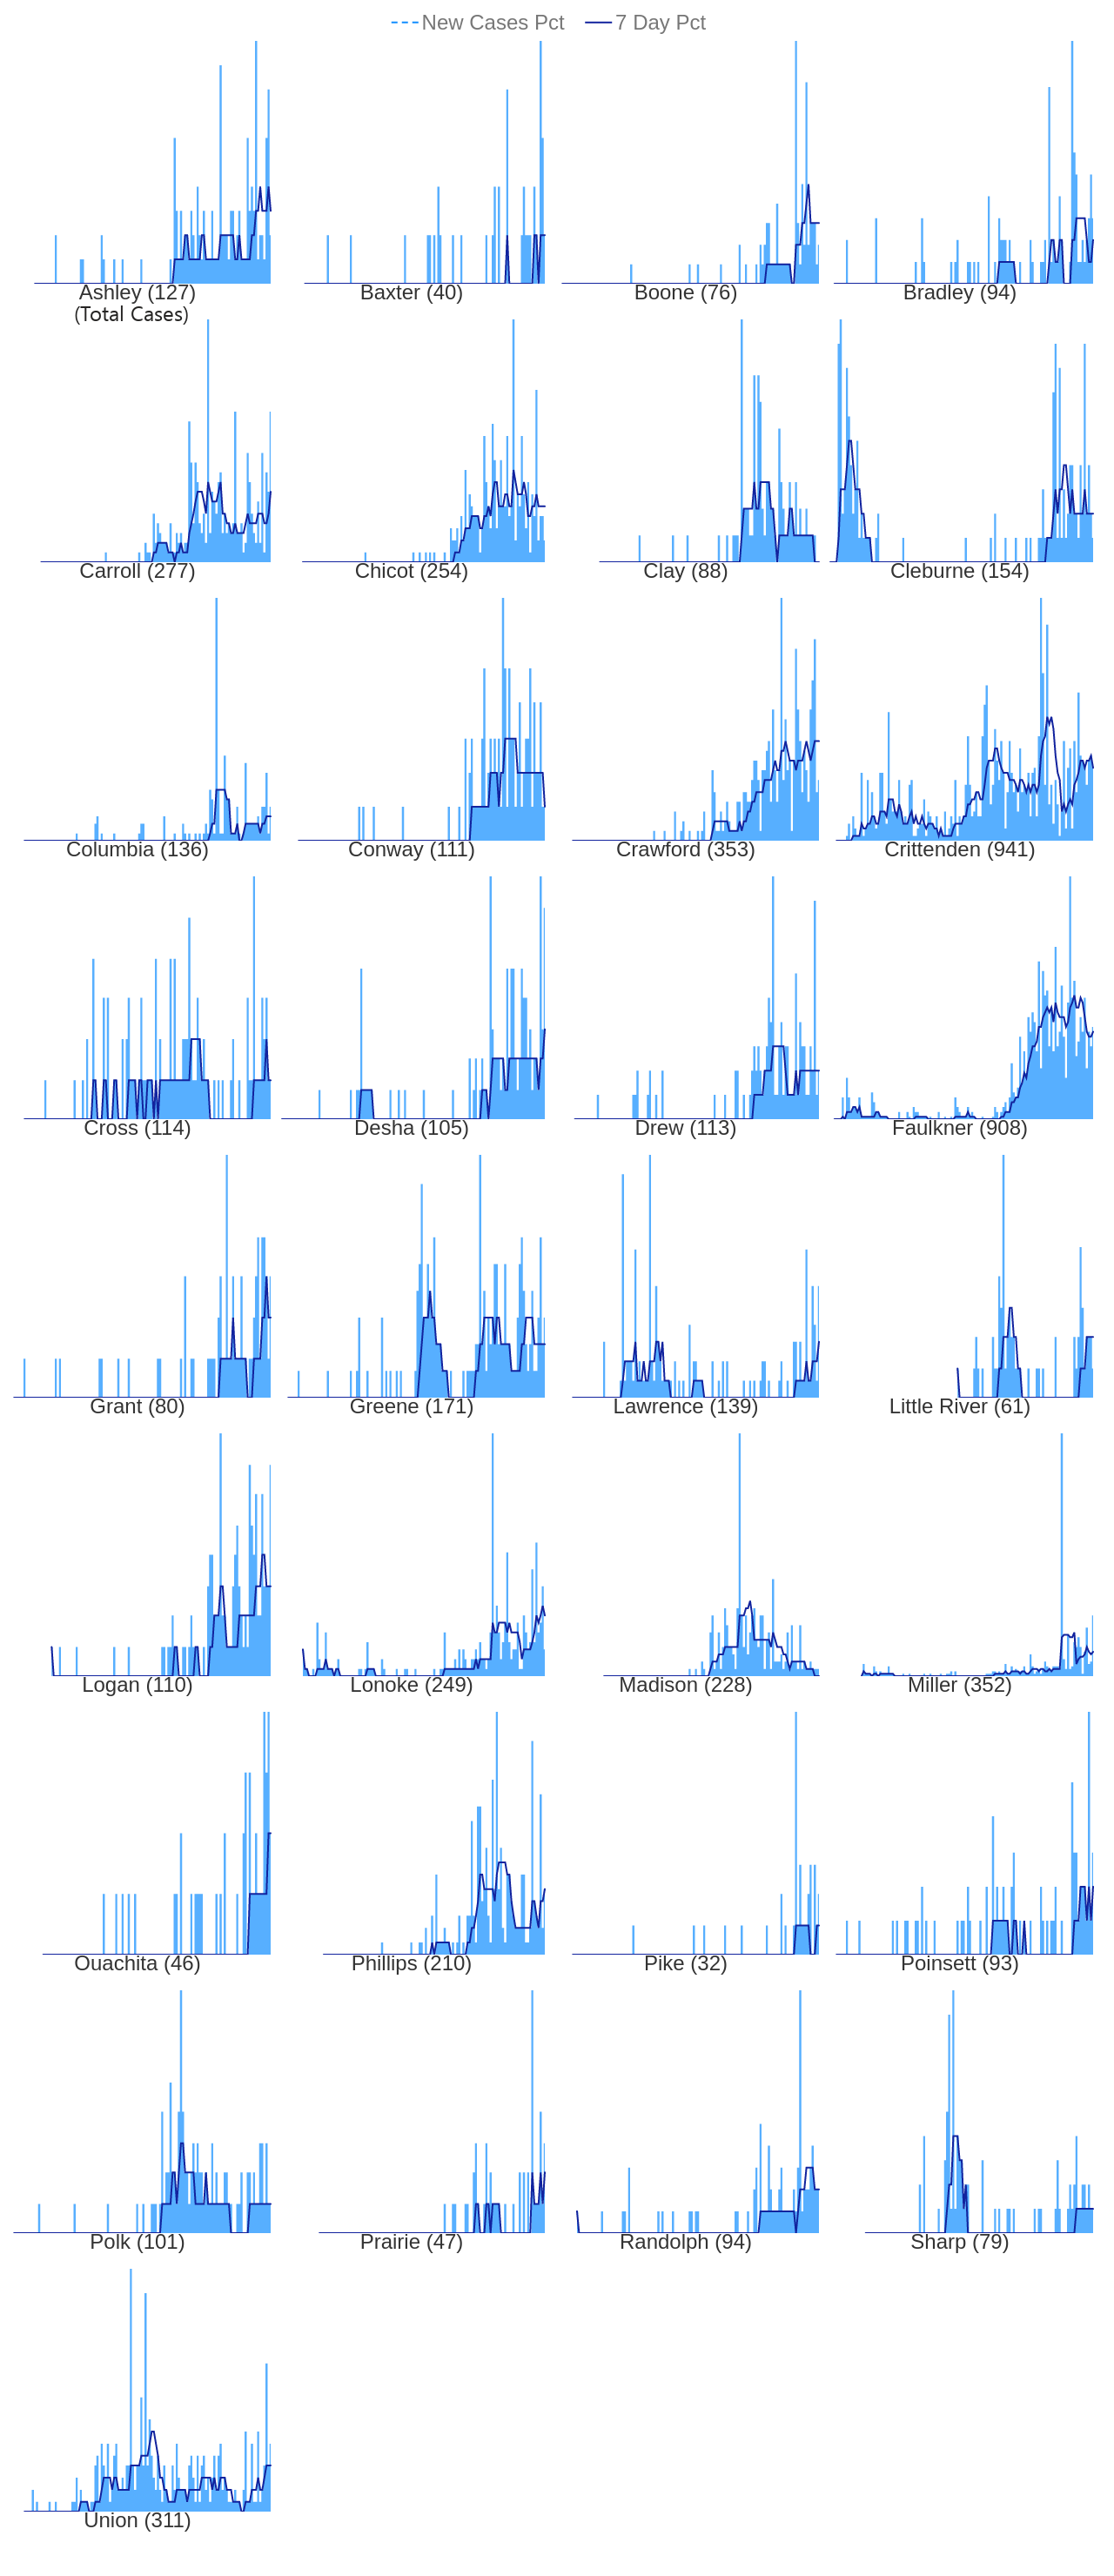 New Cases Pct 7 Day Pct
Ashley (127) Baxter (40) Boone (76) Bradley (94)
(Total Cases)
Carroll (277) Chicot (254) Clay (88) Cleburne (154)
Columbia (136) Conway (111) Crawford (353) Crittenden (941)
Cross (114) Desha (105) Drew (113) Faulkner (908)
Grant (80) Greene (171) Lawrence (139) Little River (61)
Logan (110) Lonoke (249) Madison (228) Miller (352)
Ouachita (46) Phillips (210) Pike (32) Poinsett (93)
Polk (101) Prairie (47) Randolph (94) Sharp (79)
Union (311)